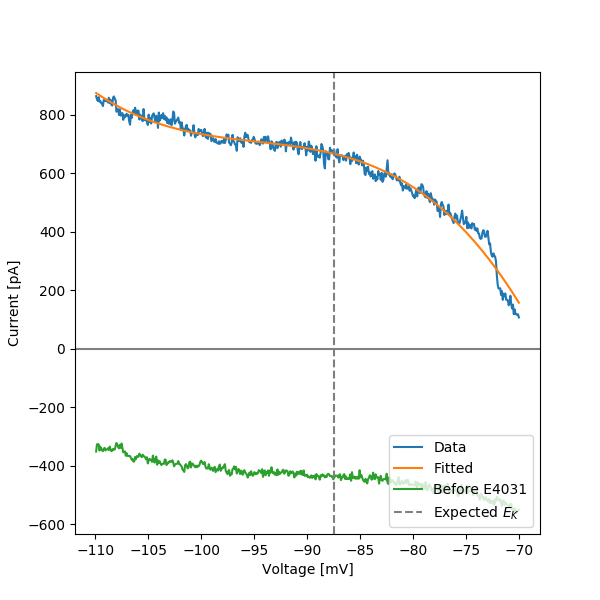 800
600
400
200
0
−200
−400
−600
Current [pA]
−110
−105
−100
−95
−90
−85
−80
−75
−70
Voltage [mV]
Data
Fitted
Before E4031
Expected E_K